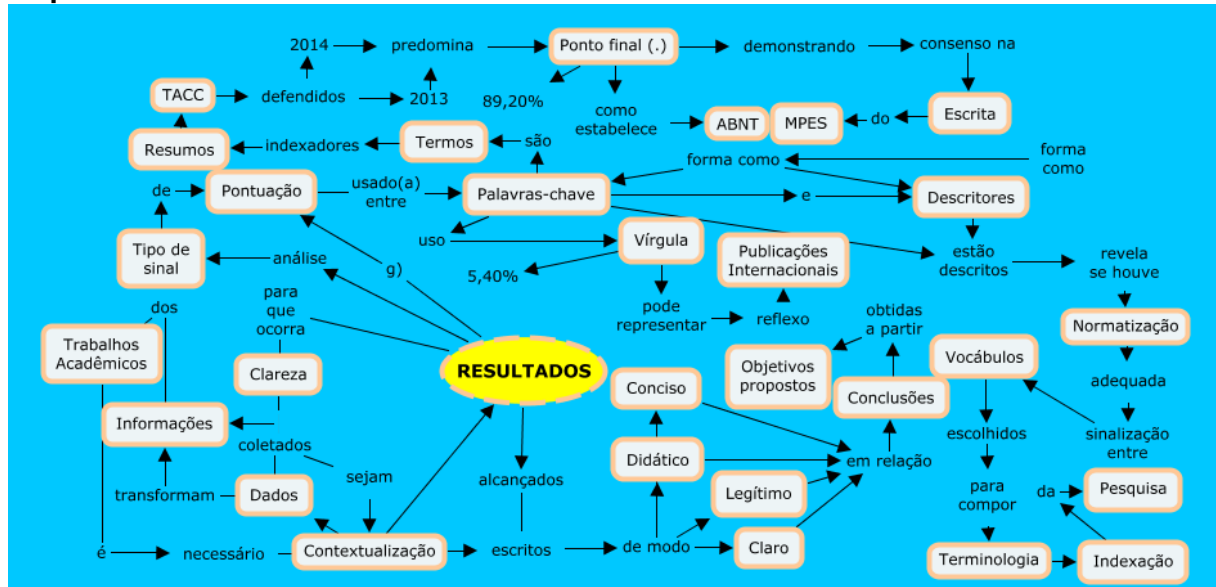 2014
predomina
Ponto final (.)
demonstrando
consenso na
TACC
defendidos
2013
89,20%
como
estabelece
ABNT
MPES
do
Escrita
Resumos
indexadores
Termos
são
forma como
forma
como
de
Pontuação
usado(a)
entre
Palavras-chave
e
Descritores
Tipo de
sinal
análise
g)
uso
Vírgula
5,40%
Publicações
Internacionais
estão
descritos
revela
se houve
dos
para
que
ocorra
pode
representar
reflexo
obtidas
a partir
Normatização
Trabalhos
Acadêmicos
Clareza
RESULTADOS
Conciso
Objetivos
propostos
Conclusões
Vocábulos
adequada
Informações
coletados
sejam
Didático
em relação
escolhidos
sinalização
entre
transformam
Dados
alcançados
Legítimo
para
compor
da
Pesquisa
é
necessário
Contextualização
escritos
de modo
Claro
Terminologia
Indexação